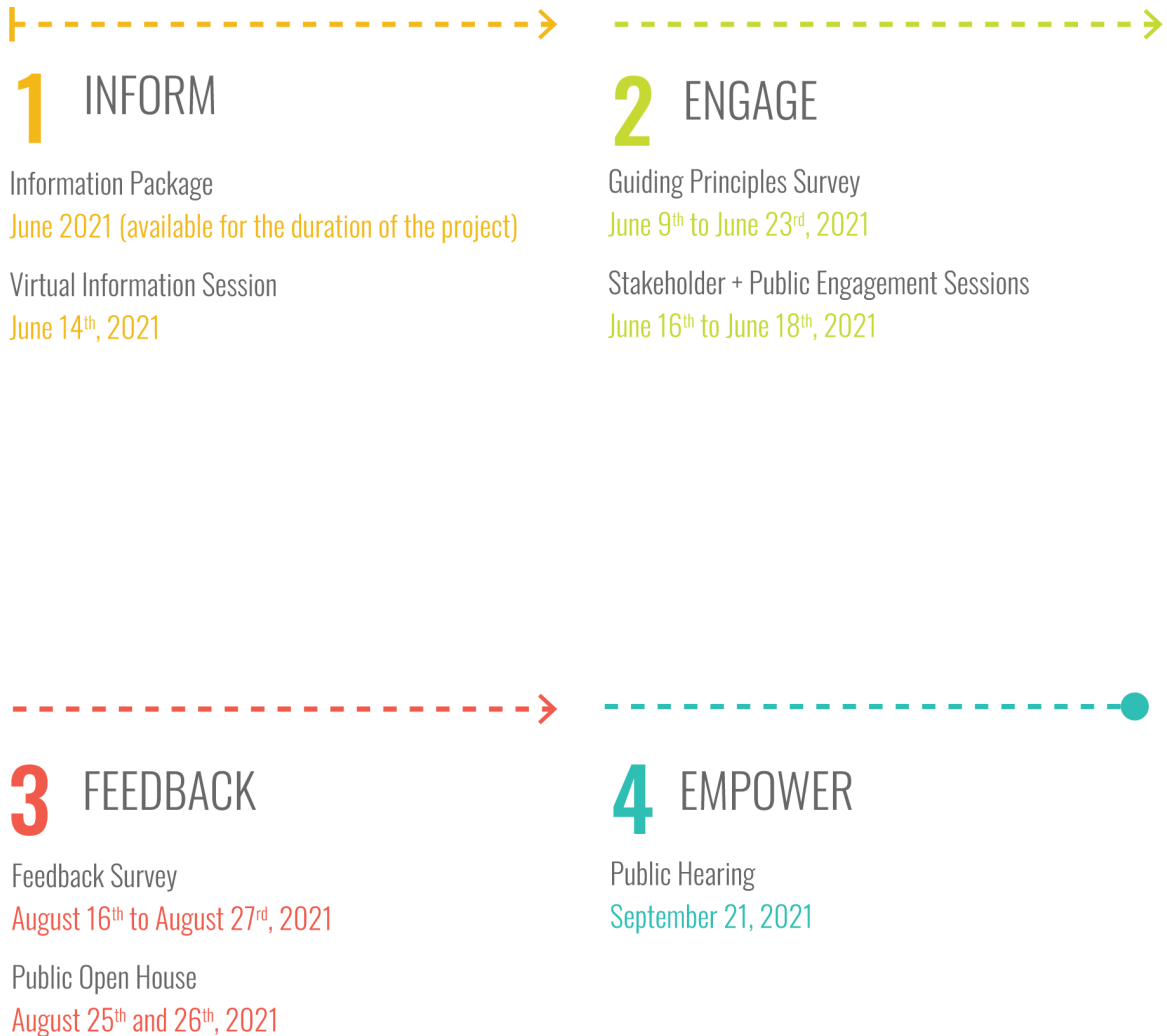 1 INFORM
Information Package
June 2021 (available for the duration of the project)
Virtual Information Session
June 14th, 2021
2 ENGAGE
Guiding Principles Survey
June 9th to June 23rd, 2021
Stakeholder + Public Engagement Sessions
June 16th to June 18th, 2021
3 FEEDBACK
Feedback Survey
August 16th to August 27rd, 2021
Public Open House
August 25th and 26th, 2021
4 EMPOWER
Public Hearing
September 21, 2021